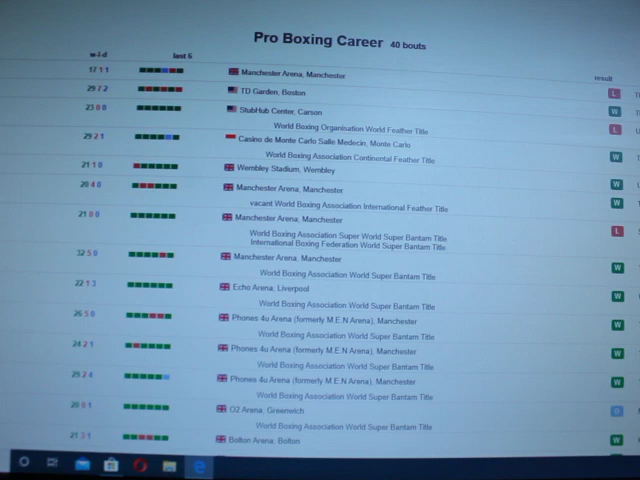 Pro Boxing Career 40 bouts
w-l-d last 6 result
17 1 1 Manchester Arena, Manchester L
29 7 2 TD Garden, Boston W
23 0 0 StubHub Center, Carson L
World Boxing Organisation World Feather Title
29 2 1 Casino de Monte Carlo Salle Medecin, Monte Carlo W
World Boxing Association Continental Feather Title
21 1 0 Wembley Stadium, Wembley W
20 4 0 Manchester Arena, Manchester W
vacant World Boxing Association International Feather Title
21 0 0 Manchester Arena, Manchester L
World Boxing Association Super World Super Bantam Title
International Boxing Federation World Super Bantam Title
32 5 0 Manchester Arena, Manchester W
World Boxing Association World Super Bantam Title
22 1 3 Echo Arena, Liverpool W
World Boxing Association World Super Bantam Title
26 5 0 Phones 4u Arena (formerly M.E.N Arena), Manchester W
World Boxing Association World Super Bantam Title
24 2 1 Phones 4u Arena (formerly M.E.N Arena), Manchester W
World Boxing Association World Super Bantam Title
25 2 4 Phones 4u Arena (formerly M.E.N Arena), Manchester W
World Boxing Association World Super Bantam Title
20 0 1 O2 Arena, Greenwich D
World Boxing Association World Super Bantam Title
21 3 1 Bolton Arena, Bolton W